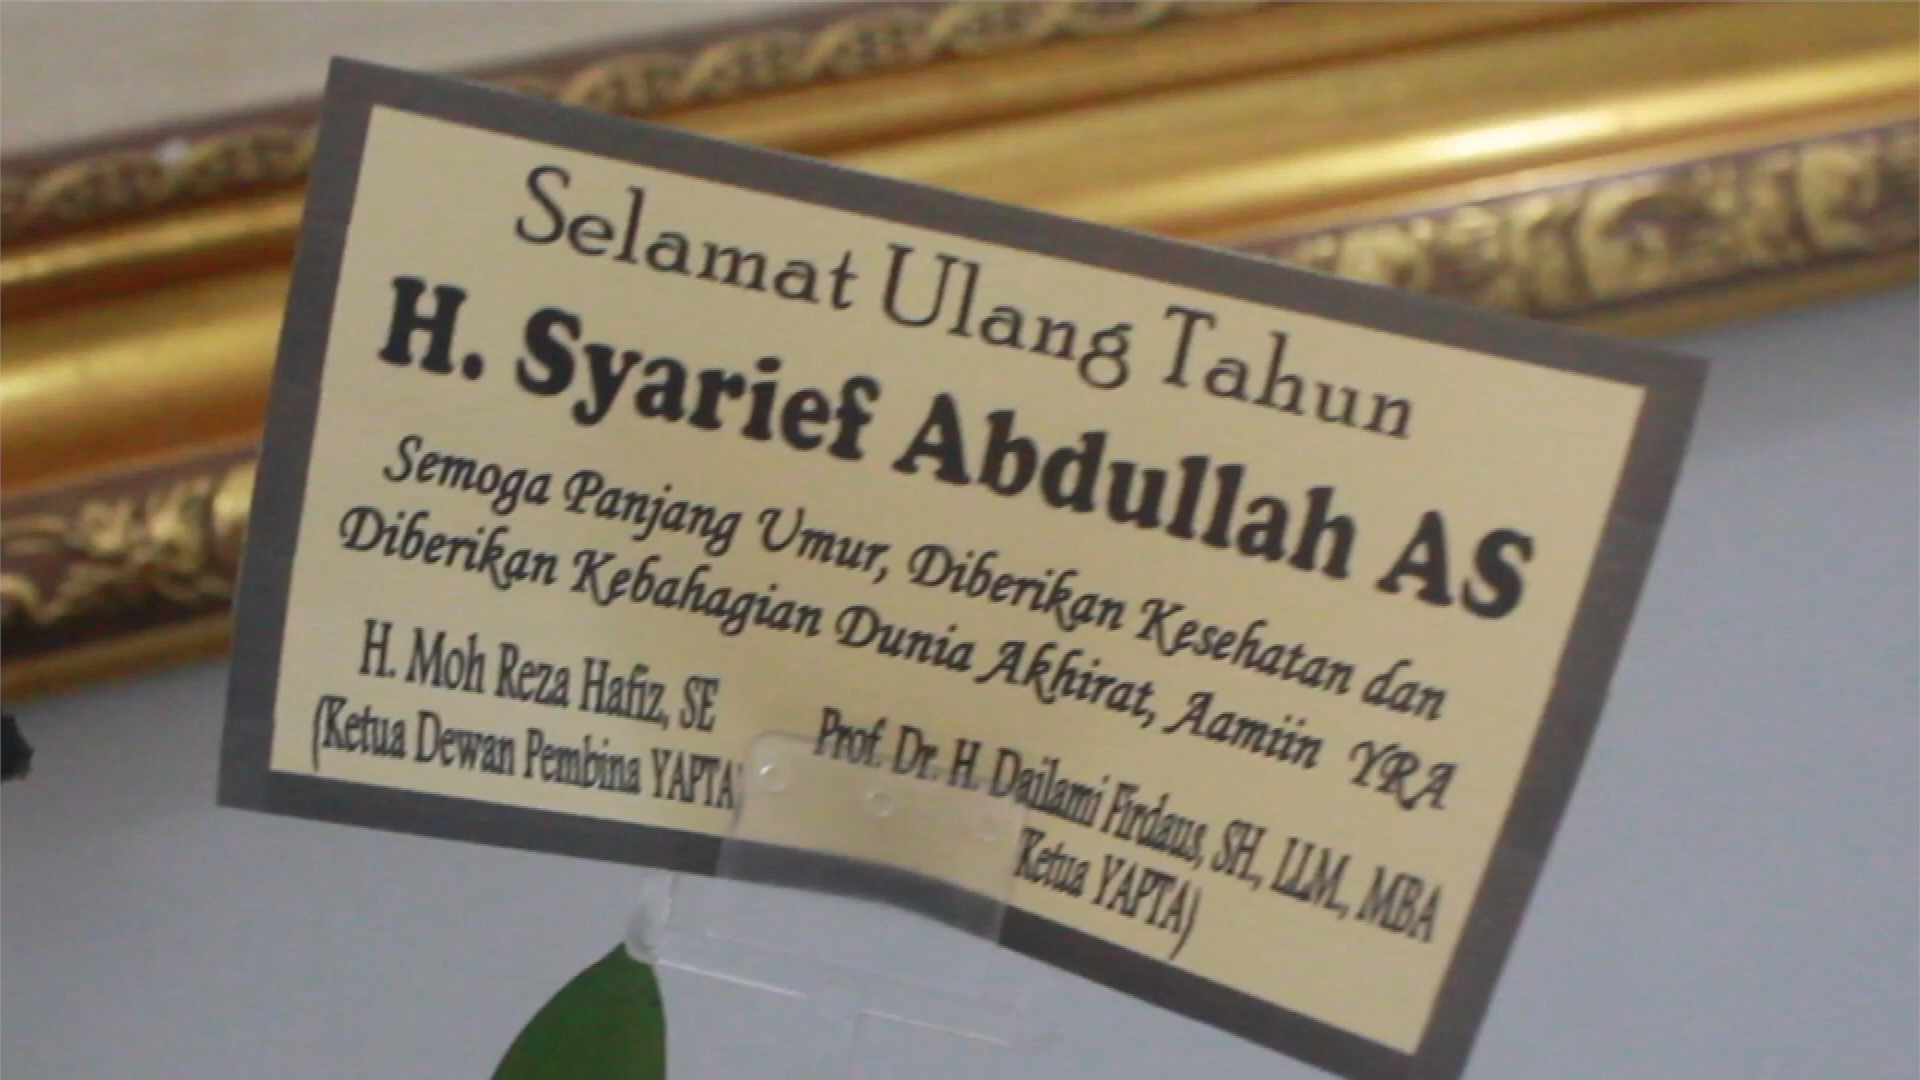 Selamat Ulang Tahun
H. Syarief Abdullah AS
Semoga Panjang Umur, Diberikan Kesehatan dan
Diberikan Kebahagian Dunia Akhirat, Aamiin YRA
H. Moh Reza Hafiz, SE
(Ketua Dewan Pembina YAPTA)
Prof. Dr. H. Dailami Firdaus, SH, LLM, MBA
(Ketua YAPTA)